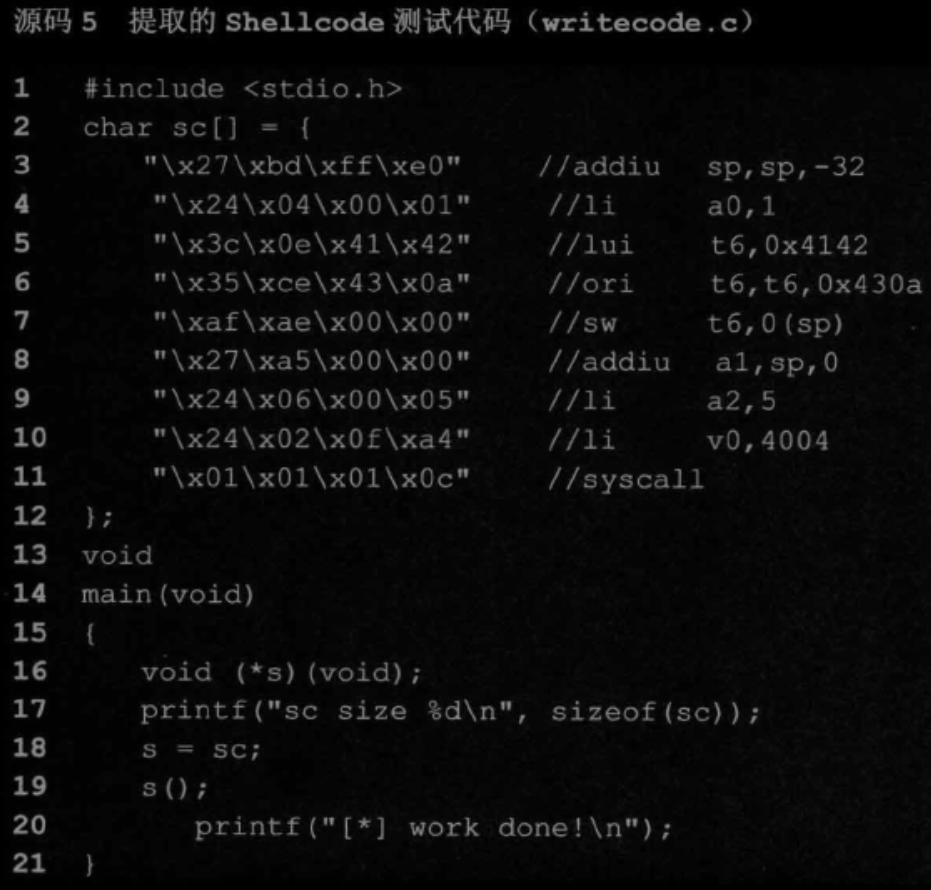 源码 5 提取的 Shellcode 测试代码（writecode.c）
1 #include <stdio.h>
2 char sc[] = {
3 "\x27\xbd\xff\xe0" //addiu sp,sp,-32
4 "\x24\x04\x00\x01" //li a0,1
5 "\x3c\x0e\x41\x42" //lui t6,0x4142
6 "\x35\xce\x43\x0a" //ori t6,t6,0x430a
7 "\xaf\xae\x00\x00" //sw t6,0(sp)
8 "\x27\xa5\x00\x00" //addiu a1,sp,0
9 "\x24\x06\x00\x05" //li a2,5
10 "\x24\x02\x0f\xa4" //li v0,4004
11 "\x01\x01\x01\x0c" //syscall
12 };
13 void
14 main(void)
15 {
16 void (*s)(void);
17 printf("sc size %d\n", sizeof(sc));
18 s = sc;
19 s();
20 printf("[*] work done!\n");
21 }